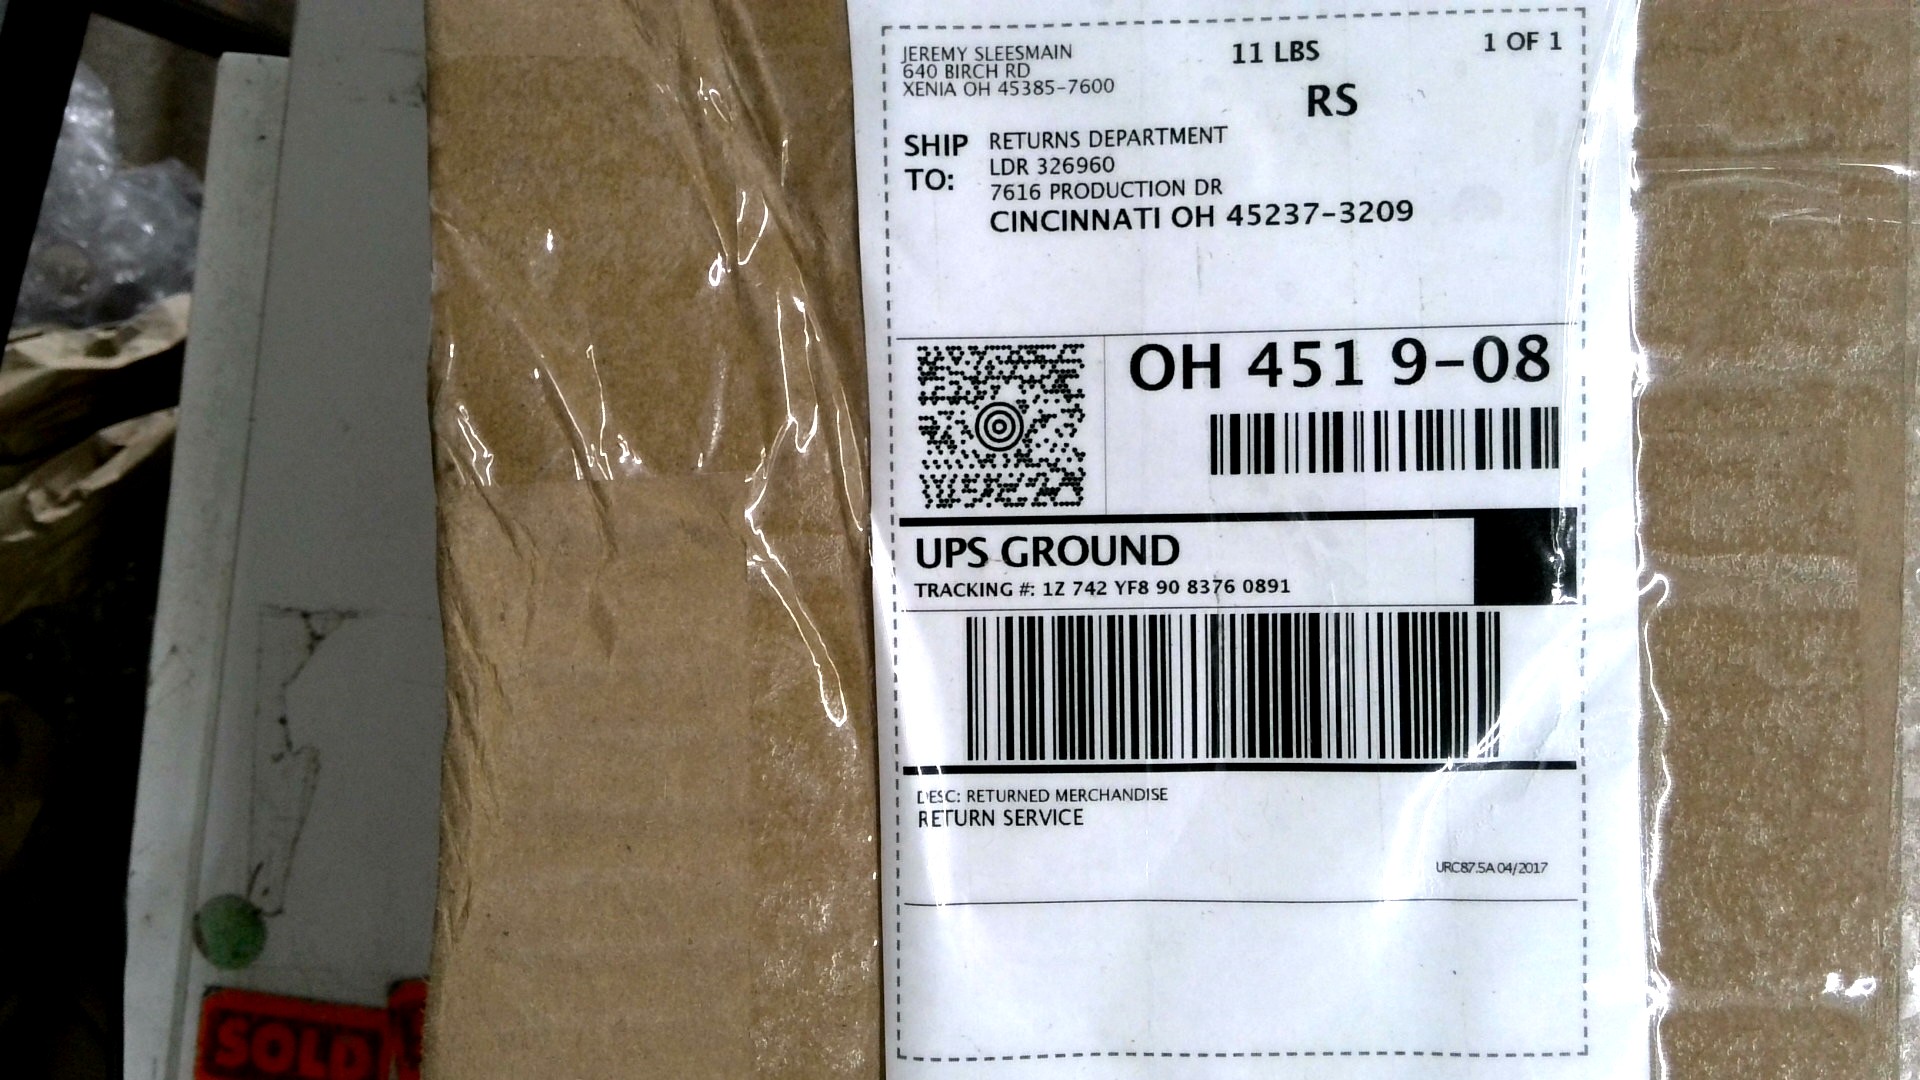 JEREMY SLEESMAIN
640 BIRCH RD
XENIA OH 45385-7600
11 LBS
1 OF 1
RS
SHIP TO:
RETURNS DEPARTMENT
LDR 326960
7616 PRODUCTION DR
CINCINNATI OH 45237-3209
OH 451 9-08
UPS GROUND
TRACKING #: 1Z 742 YF8 90 8376 0891
DESC: RETURNED MERCHANDISE
RETURN SERVICE
URC87.5A 04/2017
SOLD